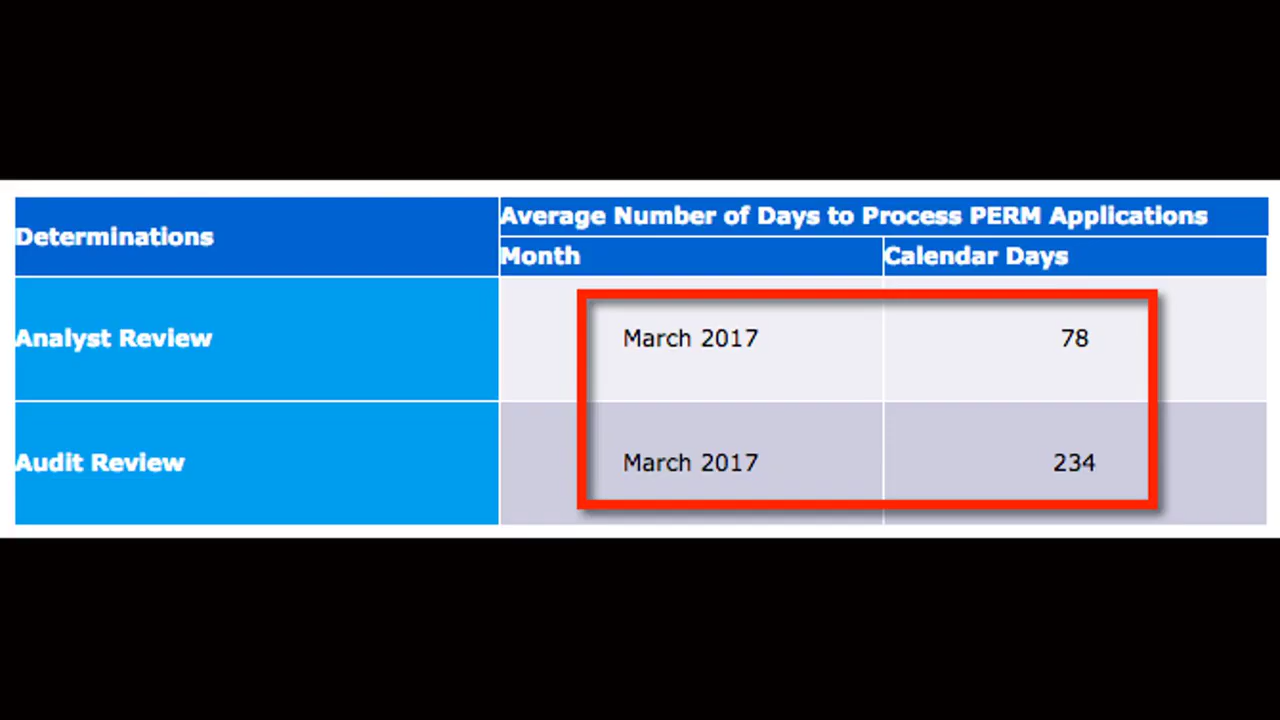 Determinations
Average Number of Days to Process PERM Applications
Month Calendar Days
Analyst Review March 2017 78
Audit Review March 2017 234